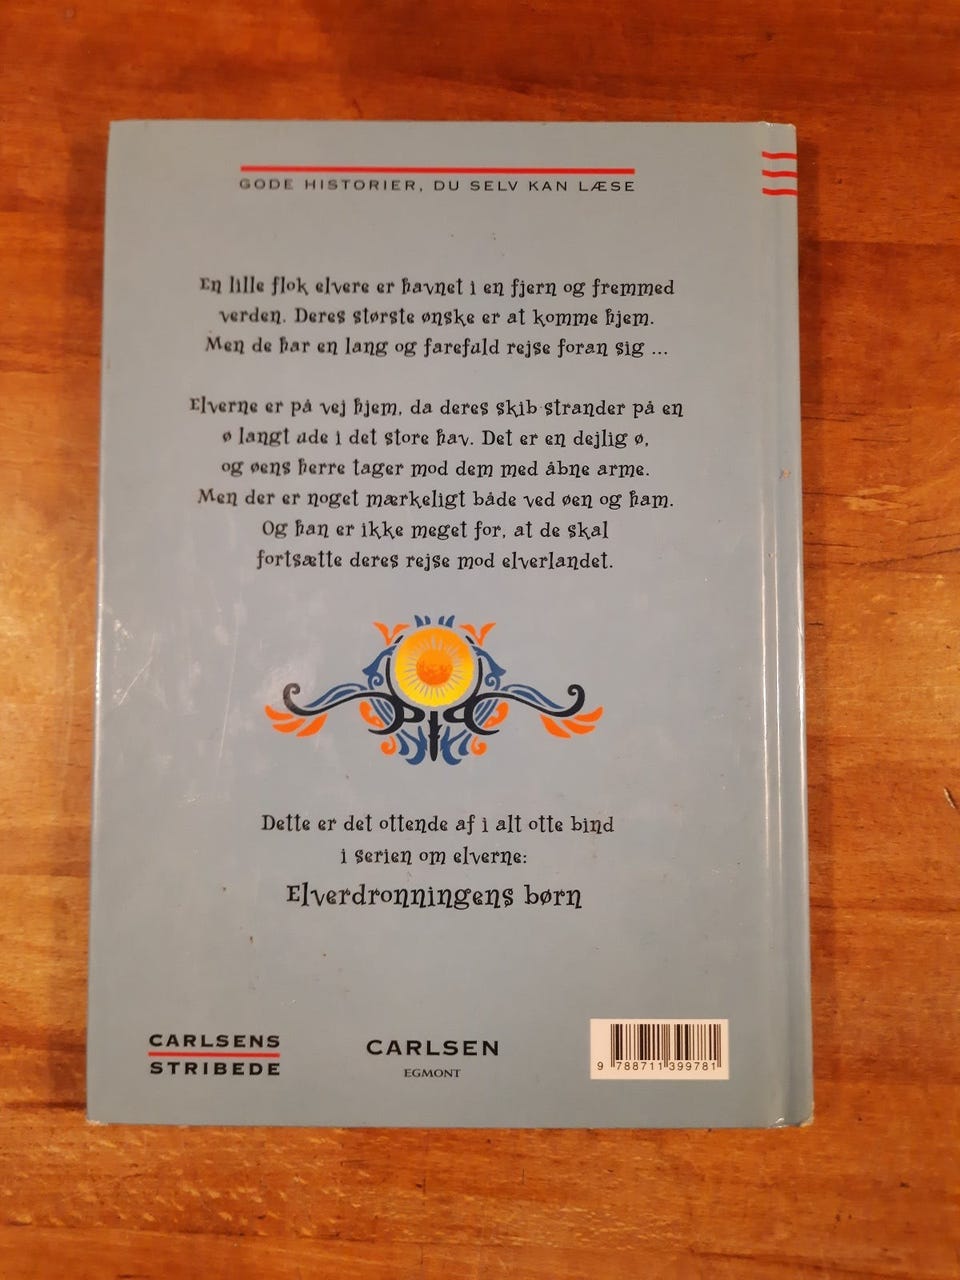 GODE HISTORIER, DU SELV KAN LÆSE
En lille flok elvere er havnet i en fjern og fremmed
verden. Deres største ønske er at komme hjem.
Men de har en lang og farefuld rejse foran sig ...
Elverne er på vej hjem, da deres skib strander på en
ø langt ude i det store hav. Det er en dejlig ø,
og øens herre tager mod dem med åbne arme.
Men der er noget mærkeligt både ved øen og ham.
Og han er ikke meget for, at de skal
fortsætte deres rejse mod elverlandet.
Dette er det ottende af i alt otte bind
i serien om elverne:
Elverdronningens børn
CARLSENS
STRIBEDE
CARLSEN
EGMONT
9 788711 399781